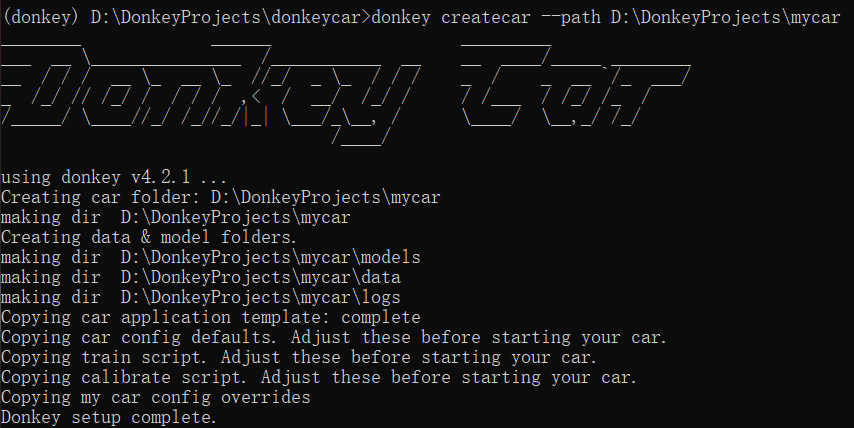 (donkey) D:\DonkeyProjects\donkeycar>donkey createcar --path D:\DonkeyProjects\mycar
Donkey Car
using donkey v4.2.1 ...
Creating car folder: D:\DonkeyProjects\mycar
making dir  D:\DonkeyProjects\mycar
Creating data & model folders.
making dir  D:\DonkeyProjects\mycar\models
making dir  D:\DonkeyProjects\mycar\data
making dir  D:\DonkeyProjects\mycar\logs
Copying car application template: complete
Copying car config defaults. Adjust these before starting your car.
Copying train script. Adjust these before starting your car.
Copying calibrate script. Adjust these before starting your car.
Copying my car config overrides
Donkey setup complete.